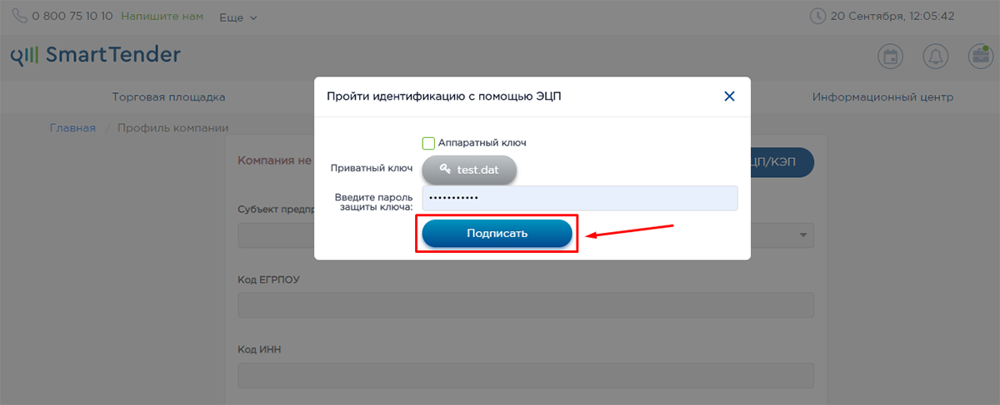 0 800 75 10 10 Напишите нам Еще
20 Сентября, 12:05:42
SmartTender
Торговая площадка
Информационный центр
Главная / Профиль компании
Пройти идентификацию с помощью ЭЦП
Аппаратный ключ
Приватный ключ
test.dat
Введите пароль
защиты ключа:
•••••••••••
Подписать
Компания не
ЦП/КЭП
Субъект предпр
Код ЕГРПОУ
Код ИНН